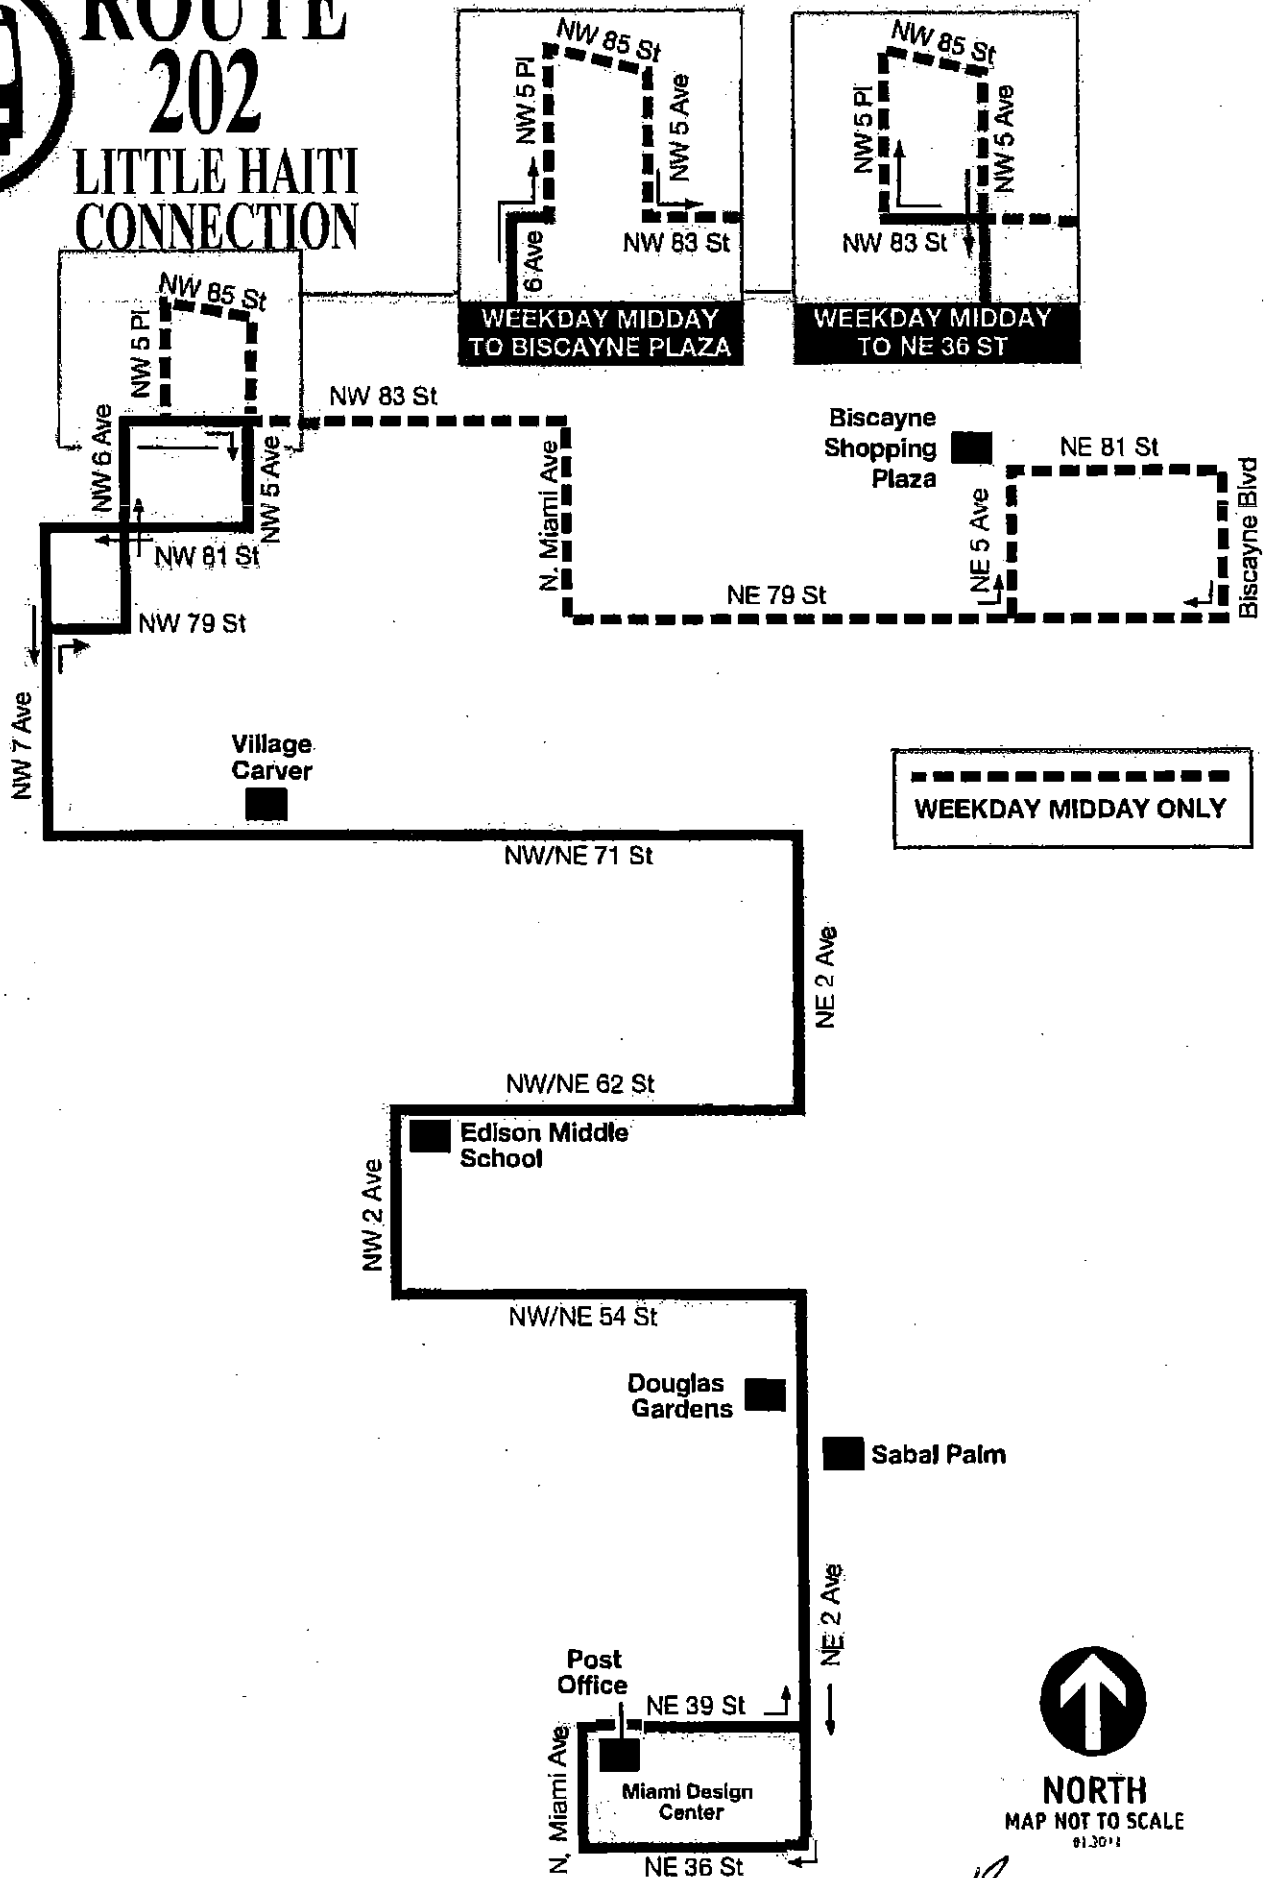 ROUTE
202
LITTLE HAITI
CONNECTION
NW 85 St
NW 5 Pl
NW 5 Ave
6 Ave
NW 83 St
WEEKDAY MIDDAY
TO BISCAYNE PLAZA
NW 85 St
NW 5 Pl
NW 5 Ave
NW 83 St
WEEKDAY MIDDAY
TO NE 36 ST
NW 85 St
NW 5 Pl
NW 83 St
NW 6 Ave
NW 5 Ave
NW 81 St
NW 79 St
NW 7 Ave
N. Miami Ave
Biscayne
Shopping
Plaza
NE 81 St
NE 5 Ave
Biscayne Blvd
NE 79 St
Village
Carver
WEEKDAY MIDDAY ONLY
NW/NE 71 St
NE 2 Ave
NW/NE 62 St
Edison Middle
School
NW 2 Ave
NW/NE 54 St
Douglas
Gardens
Sabal Palm
NE 2 Ave
Post
Office
NE 39 St
N. Miami Ave
Miami Design
Center
NE 36 St
NORTH
MAP NOT TO SCALE